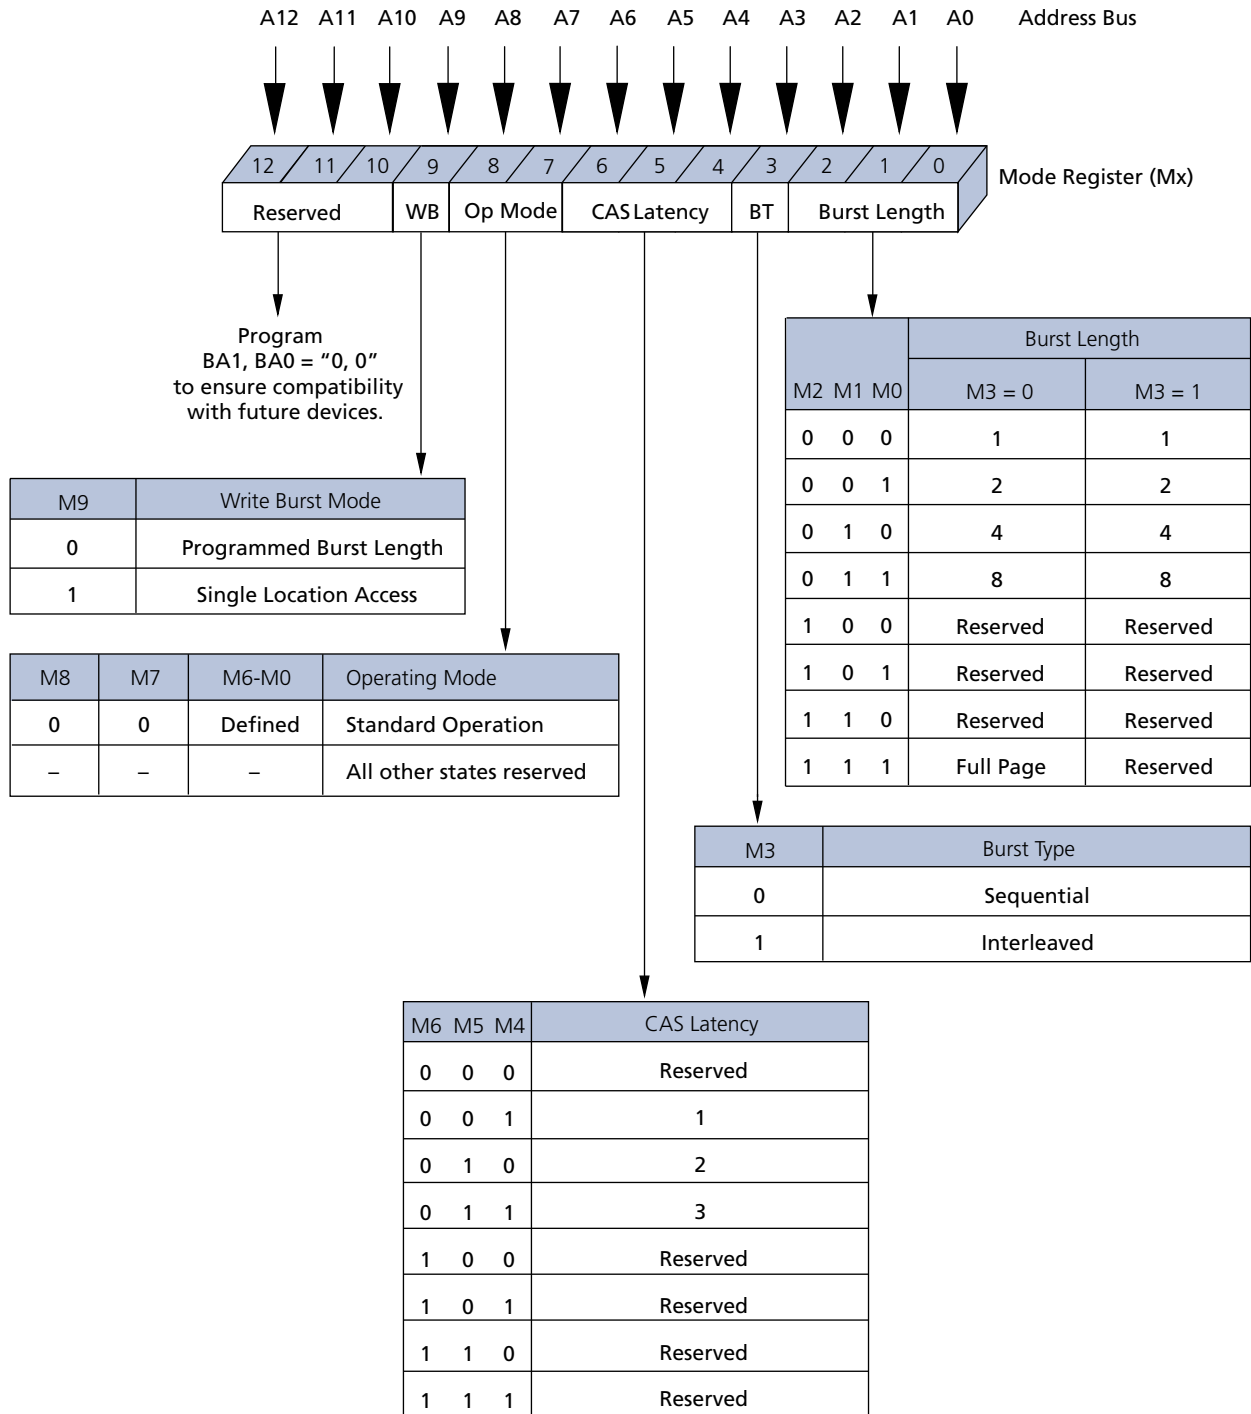 A12 A11 A10 A9 A8 A7 A6 A5 A4 A3 A2 A1 A0 Address Bus
12 11 10 9 8 7 6 5 4 3 2 1 0
Mode Register (Mx)
Reserved WB Op Mode CAS Latency BT Burst Length
Program
BA1, BA0 = “0, 0”
to ensure compatibility
with future devices.
Burst Length
M2 M1 M0 M3 = 0 M3 = 1
0 0 0 1 1
0 0 1 2 2
0 1 0 4 4
0 1 1 8 8
1 0 0 Reserved Reserved
1 0 1 Reserved Reserved
1 1 0 Reserved Reserved
1 1 1 Full Page Reserved
M9 Write Burst Mode
0 Programmed Burst Length
1 Single Location Access
M8 M7 M6-M0 Operating Mode
0 0 Defined Standard Operation
– – – All other states reserved
M3 Burst Type
0 Sequential
1 Interleaved
M6 M5 M4 CAS Latency
0 0 0 Reserved
0 0 1 1
0 1 0 2
0 1 1 3
1 0 0 Reserved
1 0 1 Reserved
1 1 0 Reserved
1 1 1 Reserved